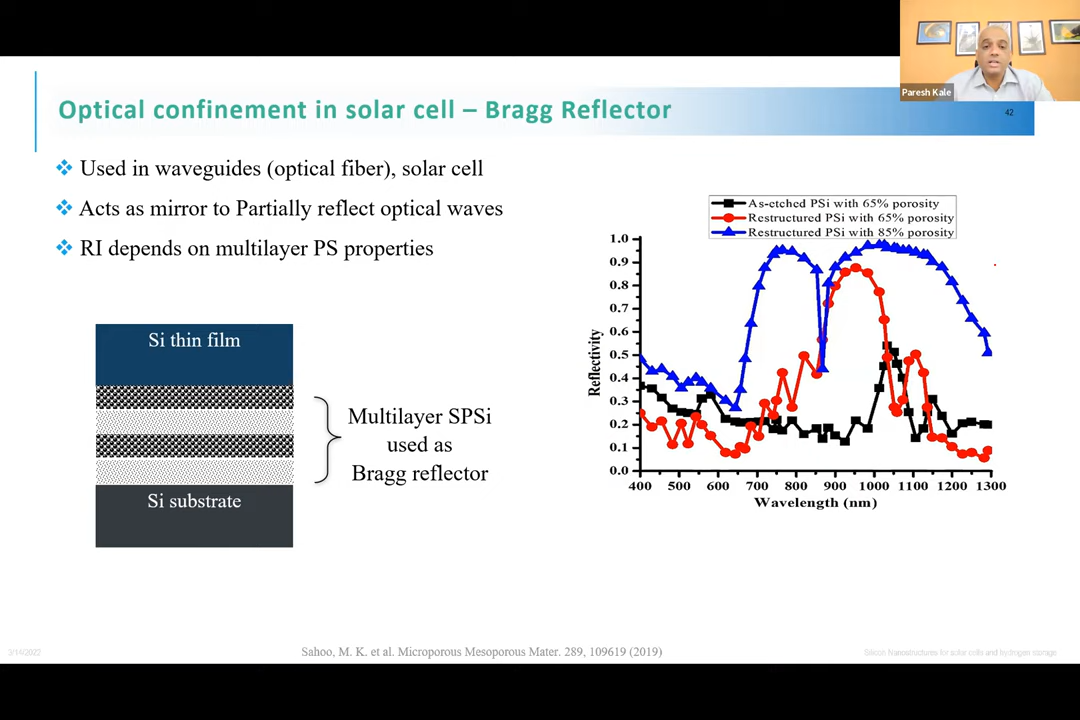 Paresh Kale
Optical confinement in solar cell – Bragg Reflector
42
❖ Used in waveguides (optical fiber), solar cell
❖ Acts as mirror to Partially reflect optical waves
❖ RI depends on multilayer PS properties
Si thin film
Si substrate
Multilayer SPSi
used as
Bragg reflector
As-etched PSi with 65% porosity
Restructured PSi with 65% porosity
Restructured PSi with 85% porosity
Reflectivity
1.0
0.9
0.8
0.7
0.6
0.5
0.4
0.3
0.2
0.1
0.0
400 500 600 700 800 900 1000 1100 1200 1300
Wavelength (nm)
3/14/2022
Sahoo, M. K. et al. Microporous Mesoporous Mater. 289, 109619 (2019)
Silicon Nanostructures for solar cells and hydrogen storage